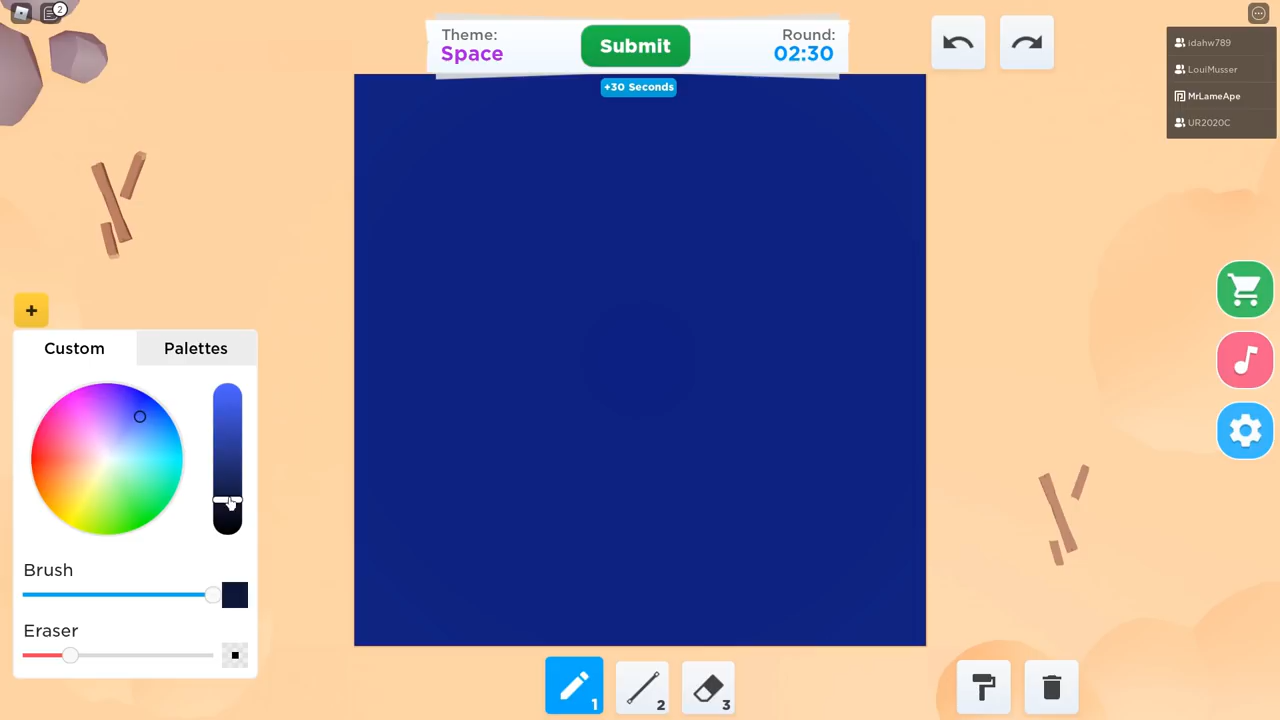 2
Theme:
Space
Submit
Round:
02:30
+30 Seconds
idahw789
LouiMusser
MrLameApe
UR2020C
+
Custom
Palettes
Brush
Eraser
1
2
3